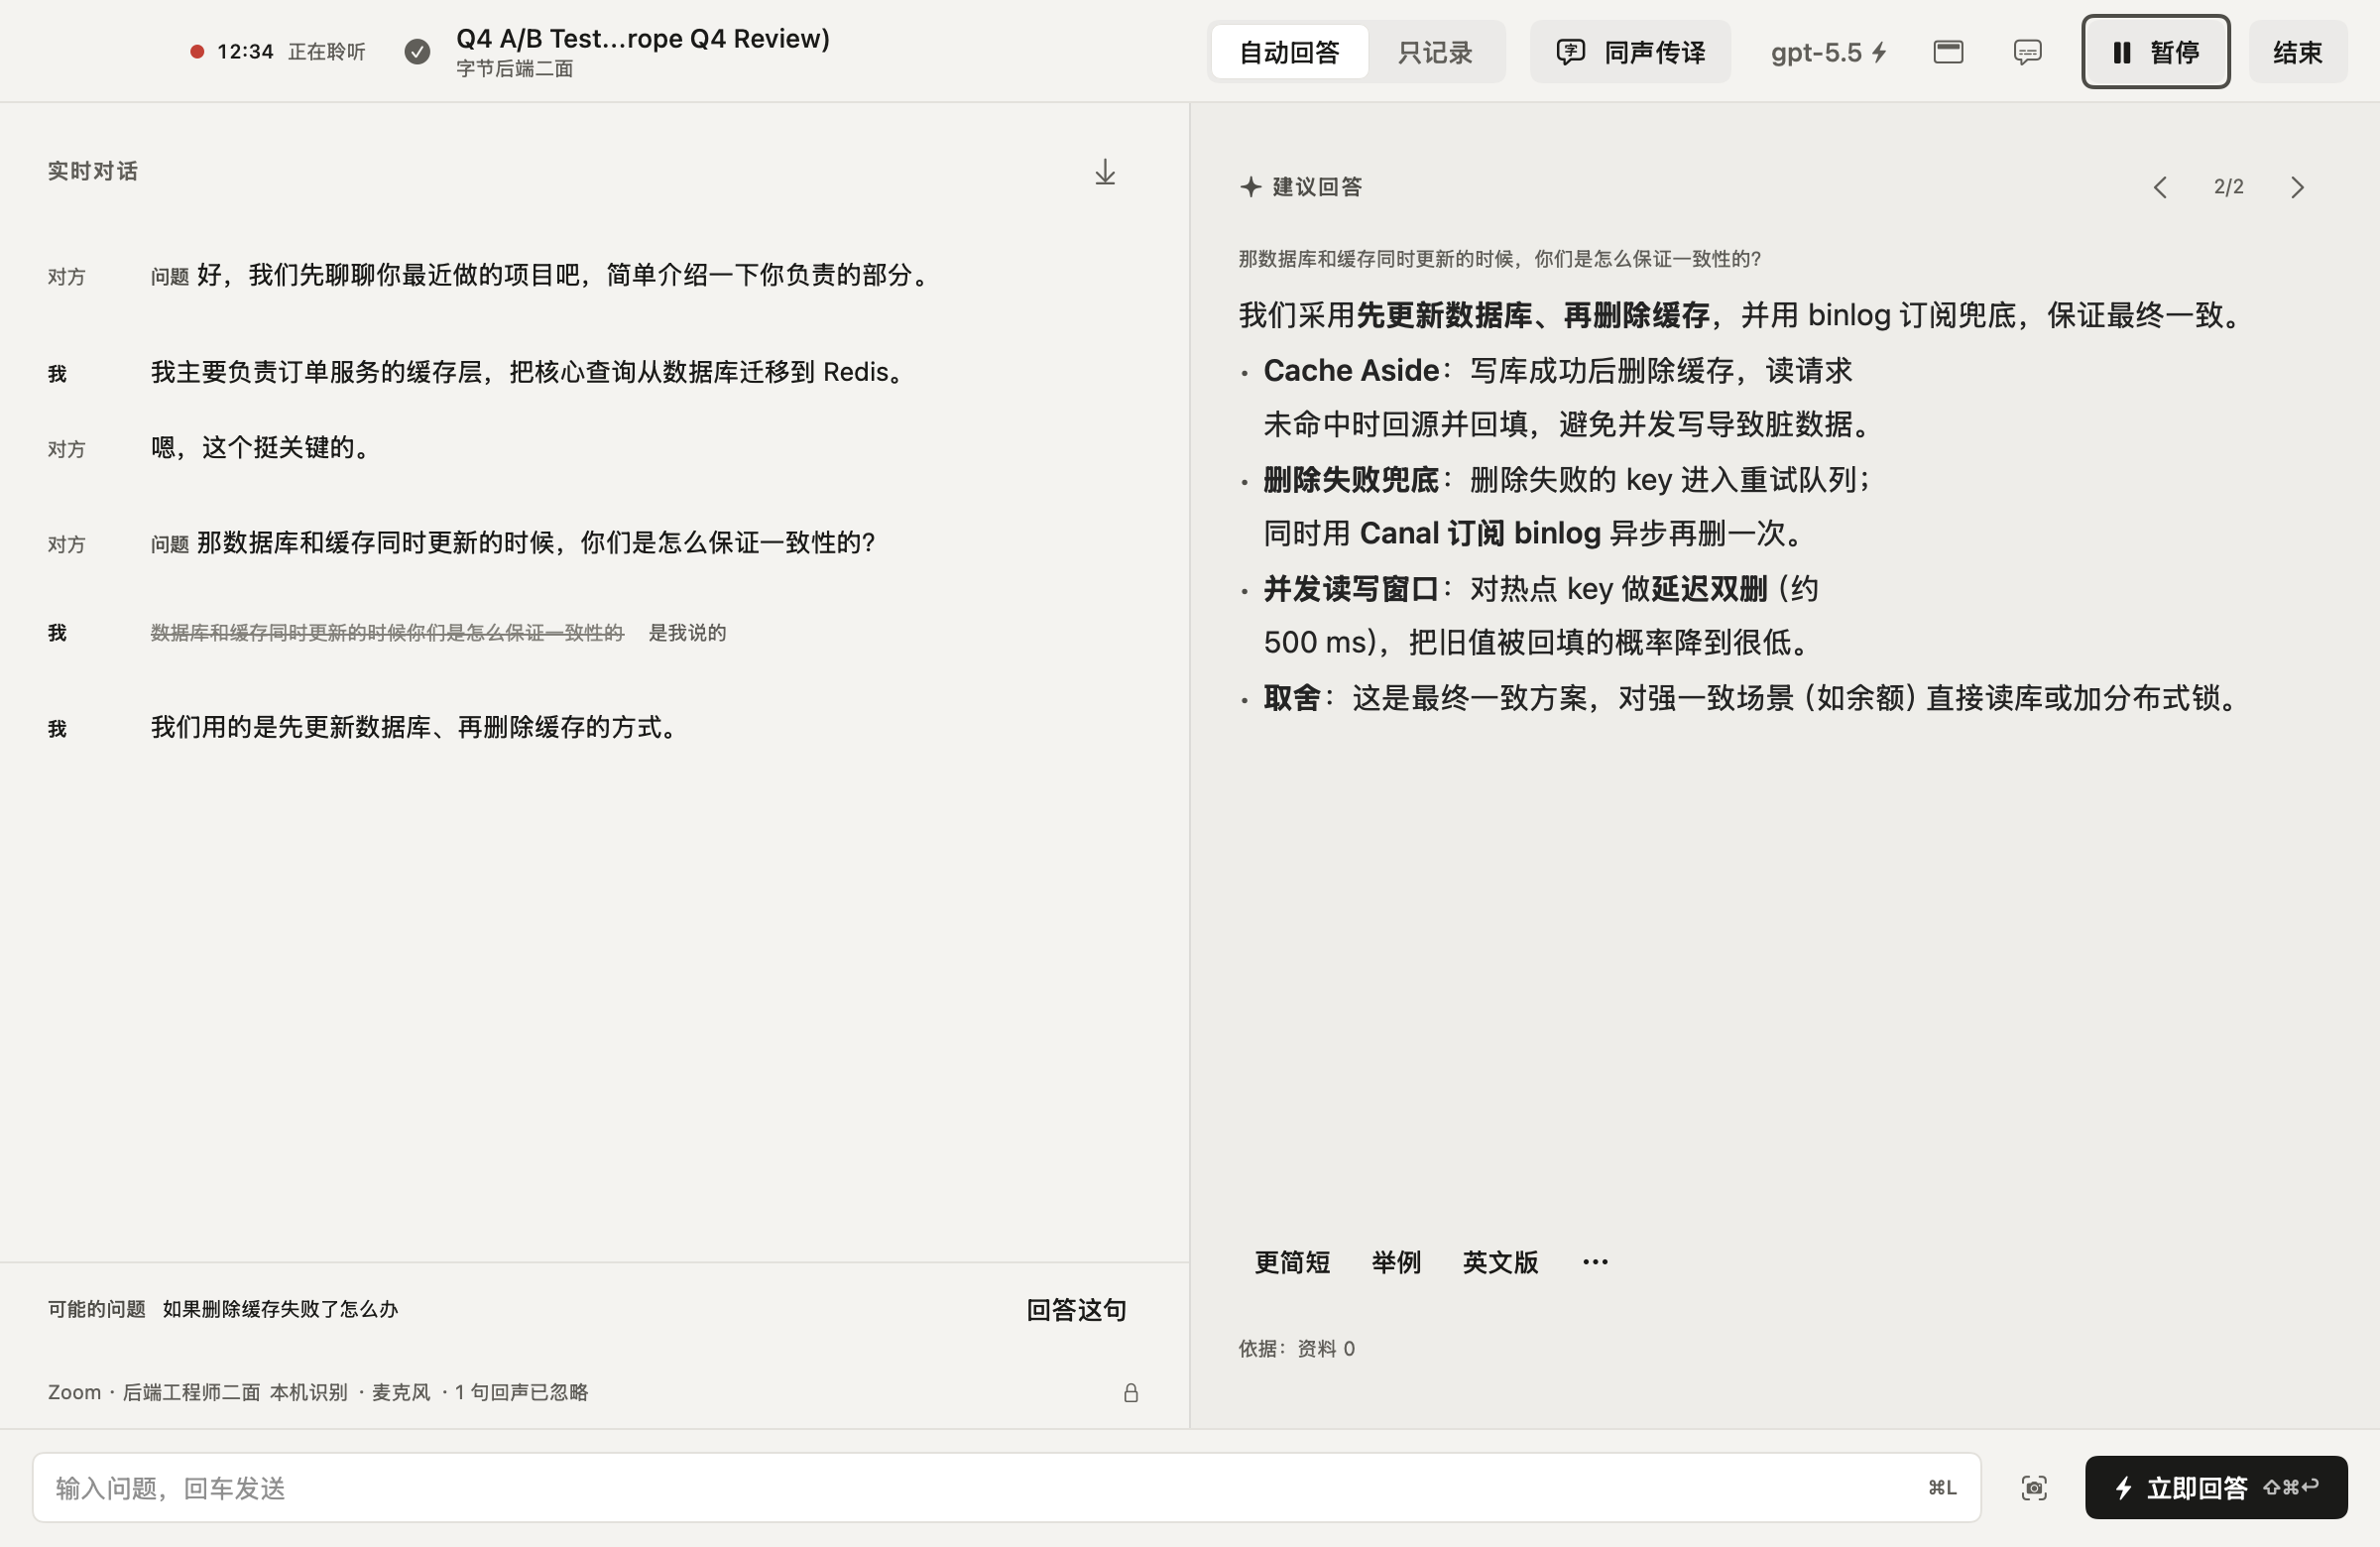 12:34 正在聆听
Q4 A/B Test...rope Q4 Review)
字节后端二面
自动回答 只记录 同声传译 gpt-5.5 暂停 结束
实时对话
对方 问题 好，我们先聊聊你最近做的项目吧，简单介绍一下你负责的部分。
我 我主要负责订单服务的缓存层，把核心查询从数据库迁移到 Redis。
对方 嗯，这个挺关键的。
对方 问题 那数据库和缓存同时更新的时候，你们是怎么保证一致性的？
我 数据库和缓存同时更新的时候你们是怎么保证一致性的 是我说的
我 我们用的是先更新数据库、再删除缓存的方式。
可能的问题 如果删除缓存失败了怎么办 回答这句
Zoom · 后端工程师二面 本机识别 · 麦克风 · 1 句回声已忽略
建议回答 2/2
那数据库和缓存同时更新的时候，你们是怎么保证一致性的？
我们采用先更新数据库、再删除缓存，并用 binlog 订阅兜底，保证最终一致。
• Cache Aside：写库成功后删除缓存，读请求
未命中时回源并回填，避免并发写导致脏数据。
• 删除失败兜底：删除失败的 key 进入重试队列；
同时用 Canal 订阅 binlog 异步再删一次。
• 并发读写窗口：对热点 key 做延迟双删（约
500 ms），把旧值被回填的概率降到很低。
• 取舍：这是最终一致方案，对强一致场景（如余额）直接读库或加分布式锁。
更简短 举例 英文版 ···
依据：资料 0
输入问题，回车发送 ⌘L
立即回答 ⇧⌘↩